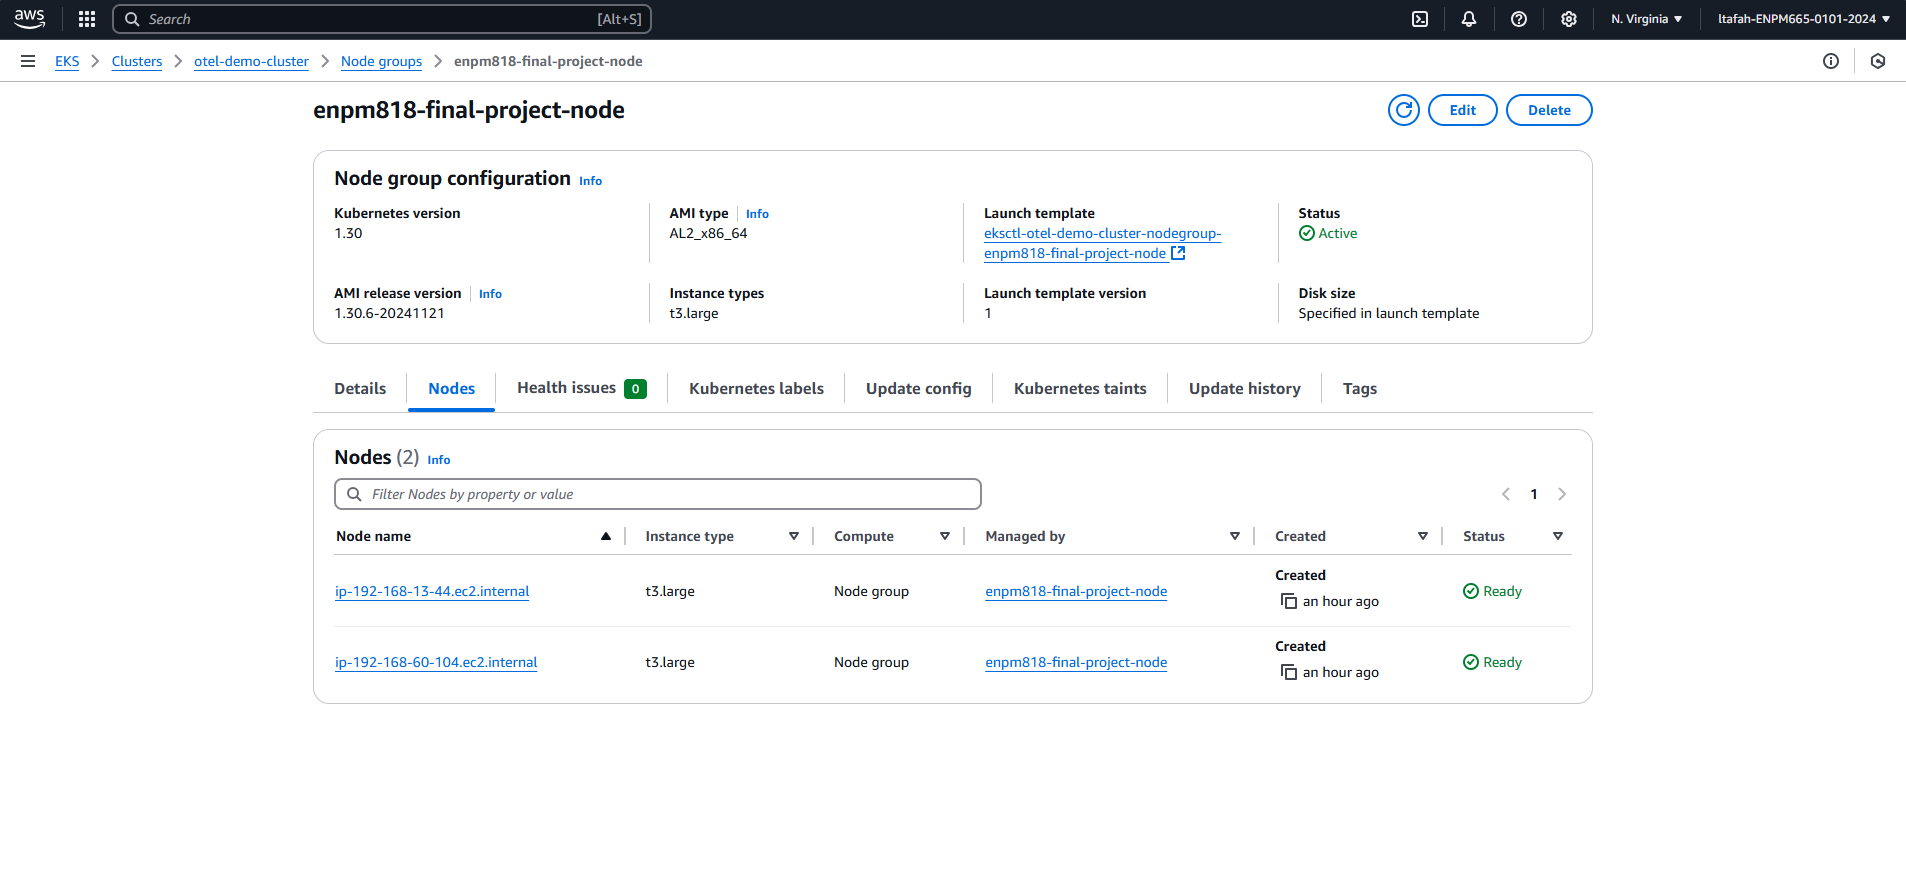 aws
Search [Alt+S]
N. Virginia
ltafah-ENPM665-0101-2024
EKS
Clusters
otel-demo-cluster
Node groups
enpm818-final-project-node
enpm818-final-project-node
Edit
Delete
Node group configuration Info
Kubernetes version
1.30
AMI type Info
AL2_x86_64
Launch template
eksctl-otel-demo-cluster-nodegroup-
enpm818-final-project-node
Status
Active
AMI release version Info
1.30.6-20241121
Instance types
t3.large
Launch template version
1
Disk size
Specified in launch template
Details
Nodes
Health issues 0
Kubernetes labels
Update config
Kubernetes taints
Update history
Tags
Nodes (2) Info
Filter Nodes by property or value
1
Node name
Instance type
Compute
Managed by
Created
Status
ip-192-168-13-44.ec2.internal
t3.large
Node group
enpm818-final-project-node
Created
an hour ago
Ready
ip-192-168-60-104.ec2.internal
t3.large
Node group
enpm818-final-project-node
Created
an hour ago
Ready